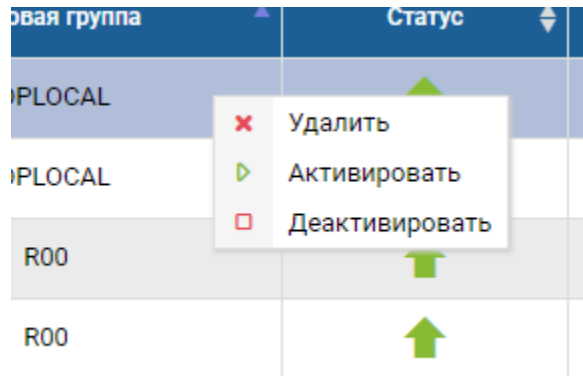 овая группа Статус
OPLOCAL
Удалить
Активировать
OPLOCAL
Деактивировать
R00
R00